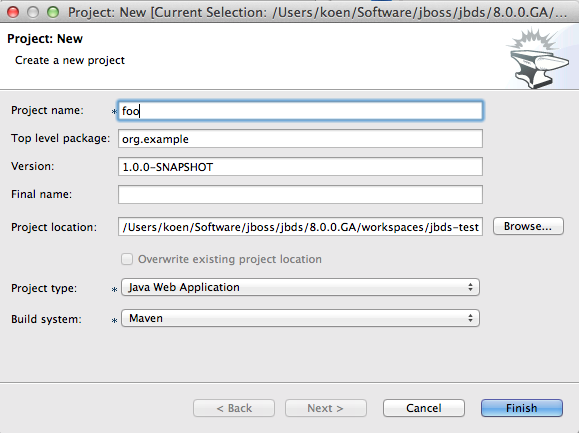 Project: New [Current Selection: /Users/koen/Software/jboss/jbds/8.0.0.GA/...
Project: New
Create a new project
Project name: * foo
Top level package: org.example
Version: 1.0.0-SNAPSHOT
Final name:
Project location: /Users/koen/Software/jboss/jbds/8.0.0.GA/workspaces/jbds-test Browse...
Overwrite existing project location
Project type: * Java Web Application
Build system: * Maven
< Back Next > Cancel Finish